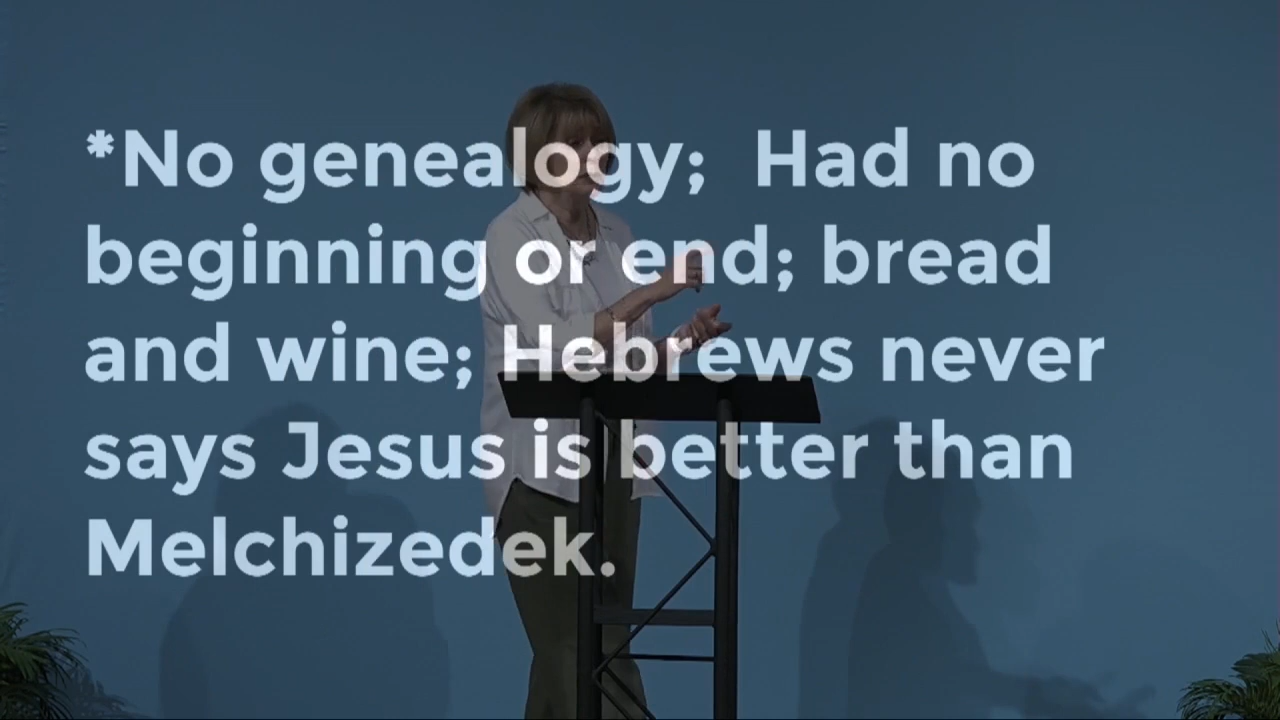 *No genealogy;  Had no
beginning or end; bread
and wine; Hebrews never
says Jesus is better than
Melchizedek.